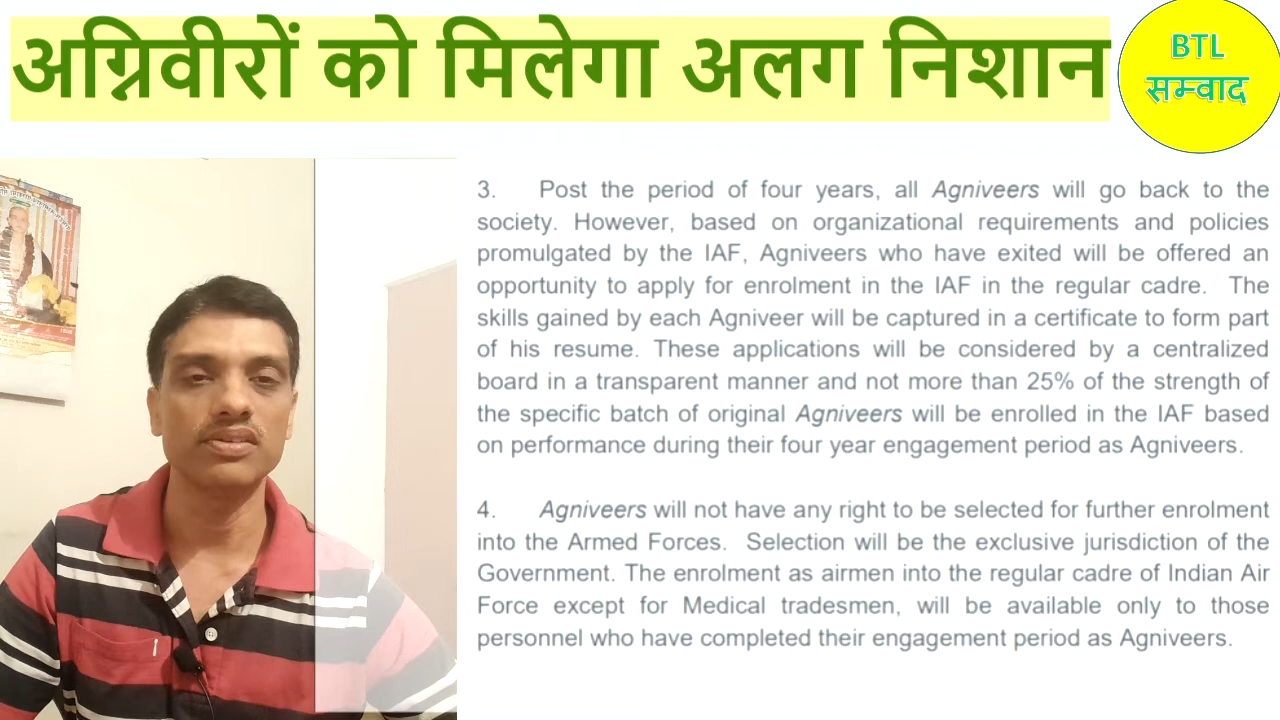 अग्निवीरों को मिलेगा अलग निशान
BTL
सम्वाद
3. Post the period of four years, all Agniveers will go back to the
society. However, based on organizational requirements and policies
promulgated by the IAF, Agniveers who have exited will be offered an
opportunity to apply for enrolment in the IAF in the regular cadre. The
skills gained by each Agniveer will be captured in a certificate to form part
of his resume. These applications will be considered by a centralized
board in a transparent manner and not more than 25% of the strength of
the specific batch of original Agniveers will be enrolled in the IAF based
on performance during their four year engagement period as Agniveers.
4. Agniveers will not have any right to be selected for further enrolment
into the Armed Forces. Selection will be the exclusive jurisdiction of the
Government. The enrolment as airmen into the regular cadre of Indian Air
Force except for Medical tradesmen, will be available only to those
personnel who have completed their engagement period as Agniveers.